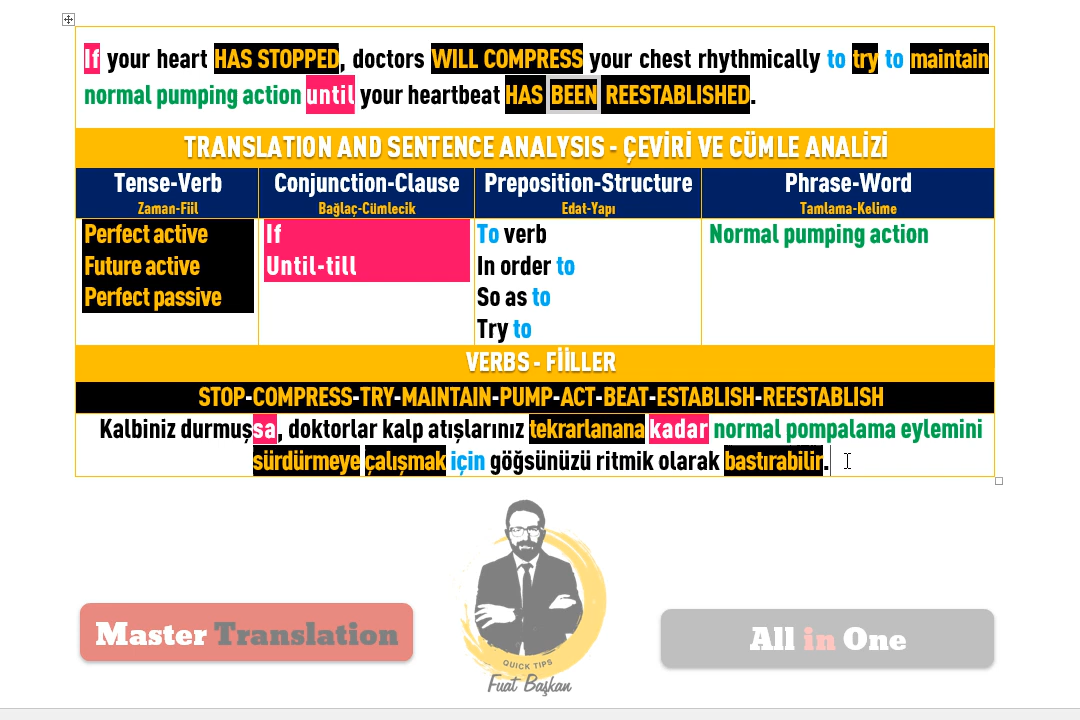 If your heart HAS STOPPED, doctors WILL COMPRESS your chest rhythmically to try to maintain
normal pumping action until your heartbeat HAS BEEN REESTABLISHED.
TRANSLATION AND SENTENCE ANALYSIS - ÇEVİRİ VE CÜMLE ANALİZİ
Tense-Verb Conjunction-Clause Preposition-Structure Phrase-Word
Zaman-Fiil Bağlaç-Cümlecik Edat-Yapı Tamlama-Kelime
Perfect active If To verb Normal pumping action
Future active Until-till In order to
Perfect passive So as to
Try to
VERBS - FİİLLER
STOP-COMPRESS-TRY-MAINTAIN-PUMP-ACT-BEAT-ESTABLISH-REESTABLISH
Kalbiniz durmuşsa, doktorlar kalp atışlarınız tekrarlanana kadar normal pompalama eylemini
sürdürmeye çalışmak için göğsünüzü ritmik olarak bastırabilir.
Master Translation
QUICK TIPS
Fuat Başkan
All in One